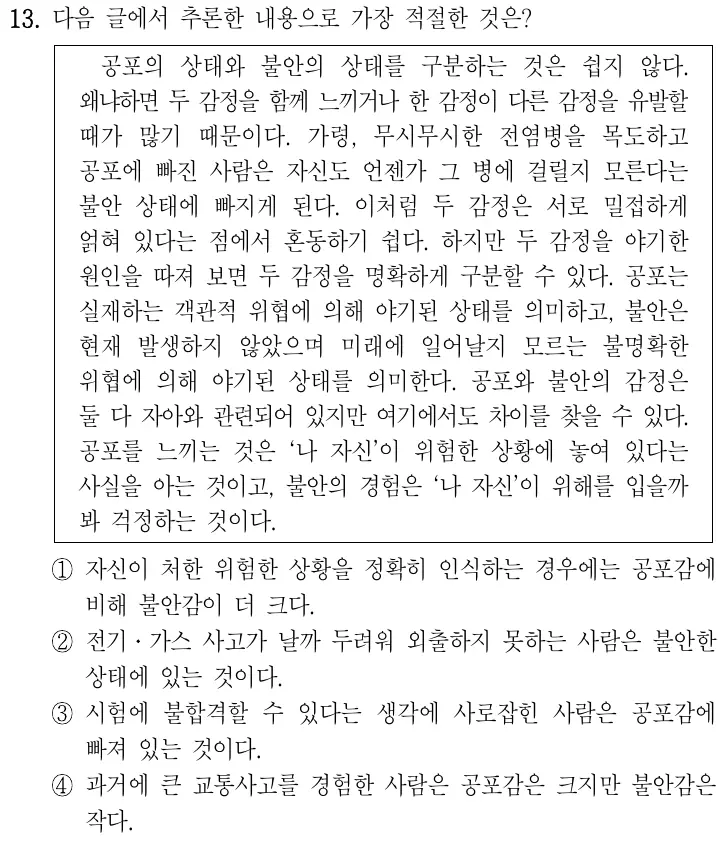 13. 다음 글에서 추론한 내용으로 가장 적절한 것은?
공포의 상태와 불안의 상태를 구분하는 것은 쉽지 않다.
왜냐하면 두 감정을 함께 느끼거나 한 감정이 다른 감정을 유발할
때가 많기 때문이다. 가령, 무시무시한 전염병을 목도하고
공포에 빠진 사람은 자신도 언젠가 그 병에 걸릴지 모른다는
불안 상태에 빠지게 된다. 이처럼 두 감정은 서로 밀접하게
얽혀 있다는 점에서 혼동하기 쉽다. 하지만 두 감정을 야기한
원인을 따져 보면 두 감정을 명확하게 구분할 수 있다. 공포는
실재하는 객관적 위협에 의해 야기된 상태를 의미하고, 불안은
현재 발생하지 않았으며 미래에 일어날지 모르는 불명확한
위협에 의해 야기된 상태를 의미한다. 공포와 불안의 감정은
둘 다 자아와 관련되어 있지만 여기에서도 차이를 찾을 수 있다.
공포를 느끼는 것은 ‘나 자신’이 위험한 상황에 놓여 있다는
사실을 아는 것이고, 불안의 경험은 ‘나 자신’이 위해를 입을까
봐 걱정하는 것이다.
① 자신이 처한 위험한 상황을 정확히 인식하는 경우에는 공포감에
비해 불안감이 더 크다.
② 전기·가스 사고가 날까 두려워 외출하지 못하는 사람은 불안한
상태에 있는 것이다.
③ 시험에 불합격할 수 있다는 생각에 사로잡힌 사람은 공포감에
빠져 있는 것이다.
④ 과거에 큰 교통사고를 경험한 사람은 공포감은 크지만 불안감은
작다.